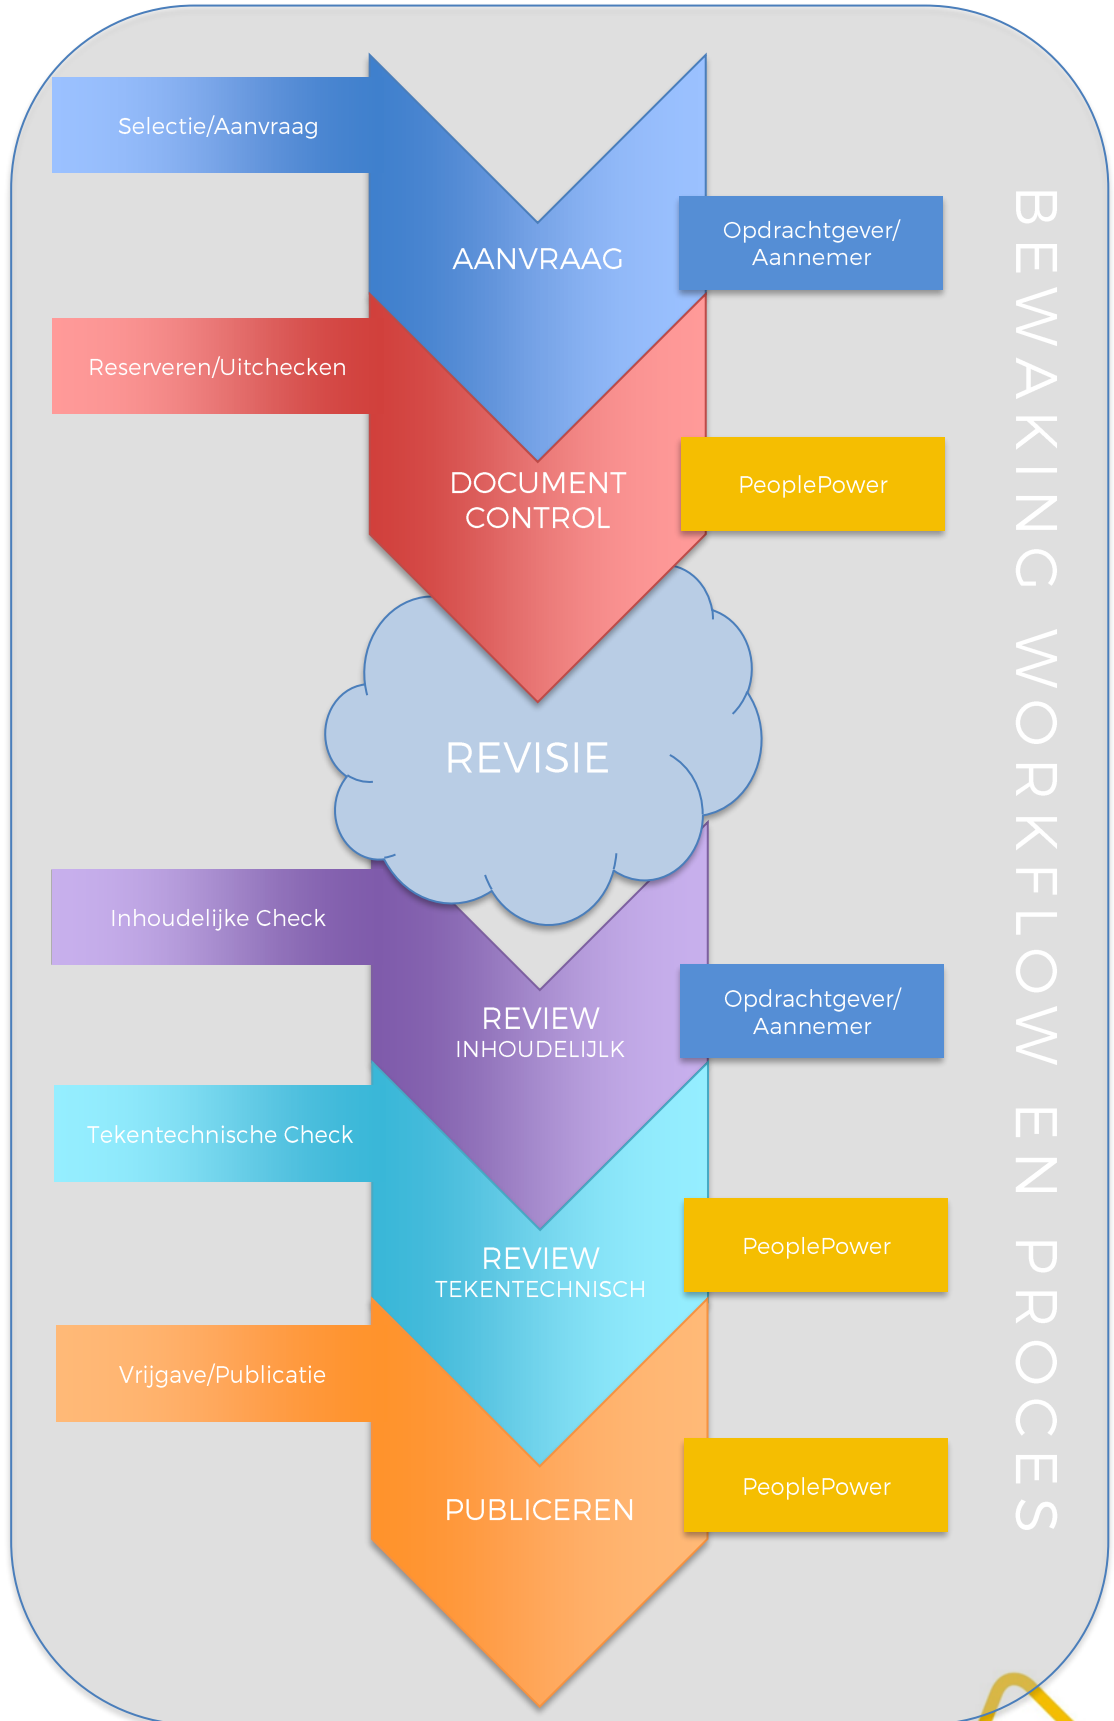 Selectie/Aanvraag
AANVRAAG
Opdrachtgever/
Aannemer
Reserveren/Uitchecken
DOCUMENT
CONTROL
PeoplePower
REVISIE
Inhoudelijke Check
REVIEW
INHOUDELIJLK
Opdrachtgever/
Aannemer
Tekentechnische Check
REVIEW
TEKENTECHNISCH
PeoplePower
Vrijgave/Publicatie
PUBLICEREN
PeoplePower
BEWAKING WORKFLOW EN PROCES